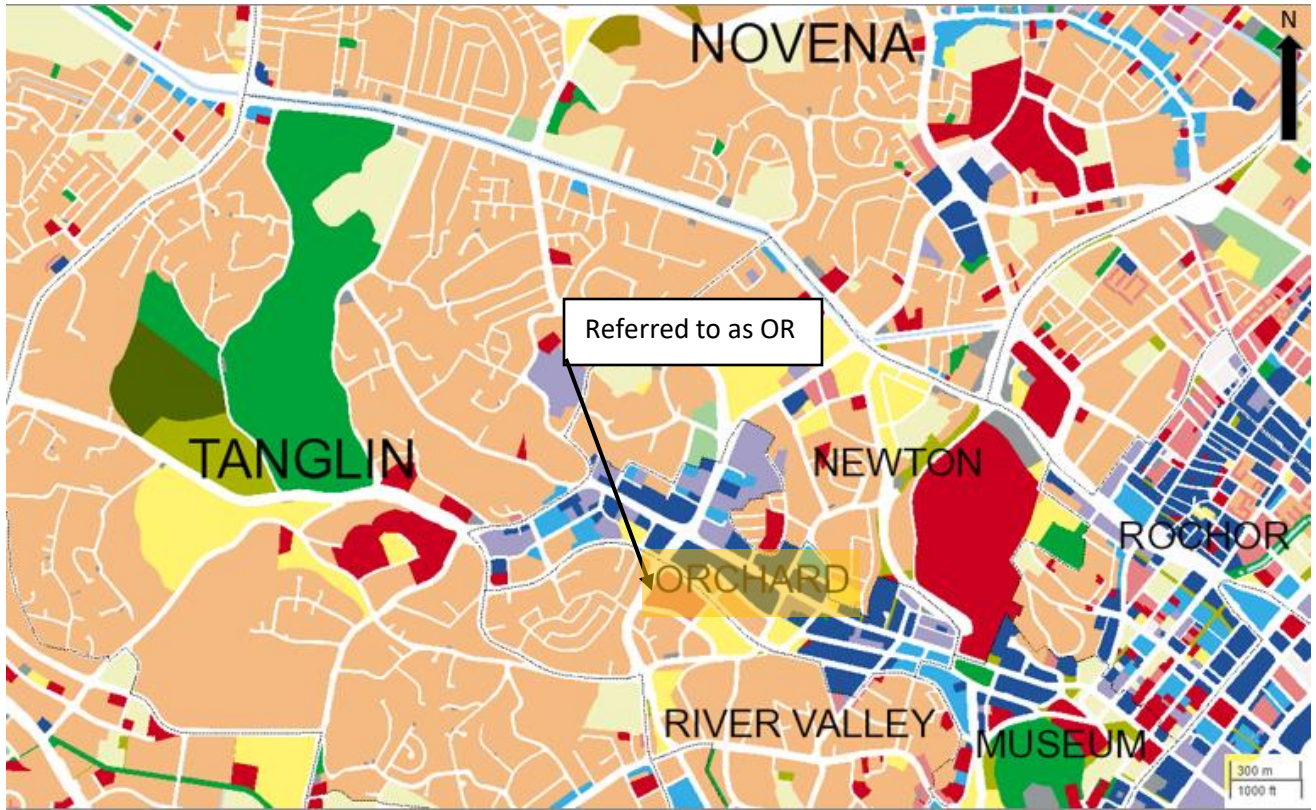 NOVENA
N
Referred to as OR
TANGLIN
NEWTON
ROCHOR
ORCHARD
RIVER VALLEY
MUSEUM
300 m
1000 ft